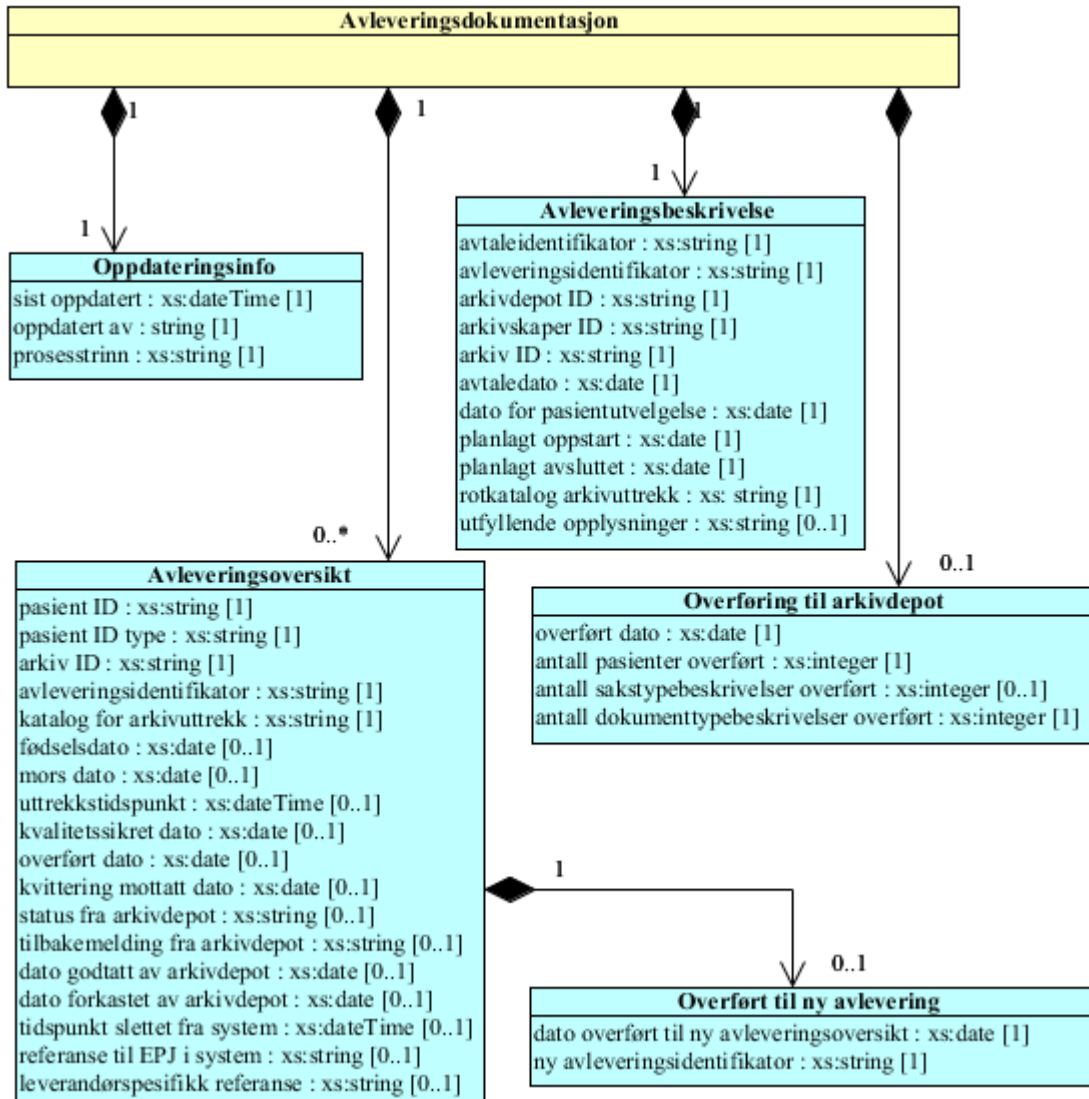 Avleveringsdokumentasjon
1
1
1
1
1
Oppdateringsinfo
sist oppdatert : xs:dateTime [1]
oppdatert av : string [1]
prosesstrinn : xs:string [1]
Avleveringsbeskrivelse
avtaleidentifikator : xs:string [1]
avleveringsidentifikator : xs:string [1]
arkivdepot ID : xs:string [1]
arkivskaper ID : xs:string [1]
arkiv ID : xs:string [1]
avtaledato : xs:date [1]
dato for pasientutvelgelse : xs:date [1]
planlagt oppstart : xs:date [1]
planlagt avsluttet : xs:date [1]
rotkatalog arkivuttrekk : xs: string [1]
utfyllende opplysninger : xs:string [0..1]
0..*
0..1
Avleveringsoversikt
pasient ID : xs:string [1]
pasient ID type : xs:string [1]
arkiv ID : xs:string [1]
avleveringsidentifikator : xs:string [1]
katalog for arkivuttrekk : xs:string [1]
fødselsdato : xs:date [0..1]
mors dato : xs:date [0..1]
uttrekkstidspunkt : xs:dateTime [0..1]
kvalitetssikret dato : xs:date [0..1]
overført dato : xs:date [0..1]
kvittering mottatt dato : xs:date [0..1]
status fra arkivdepot : xs:string [0..1]
tilbakemelding fra arkivdepot : xs:string [0..1]
dato godtatt av arkivdepot : xs:date [0..1]
dato forkastet av arkivdepot : xs:date [0..1]
tidspunkt slettet fra system : xs:dateTime [0..1]
referanse til EPJ i system : xs:string [0..1]
leverandørspesifikk referanse : xs:string [0..1]
Overføring til arkivdepot
overført dato : xs:date [1]
antall pasienter overført : xs:integer [1]
antall sakstypebeskrivelser overført : xs:integer [0..1]
antall dokumenttypebeskrivelser overført : xs:integer [1]
1
0..1
Overført til ny avlevering
dato overført til ny avleveringsoversikt : xs:date [1]
ny avleveringsidentifikator : xs:string [1]